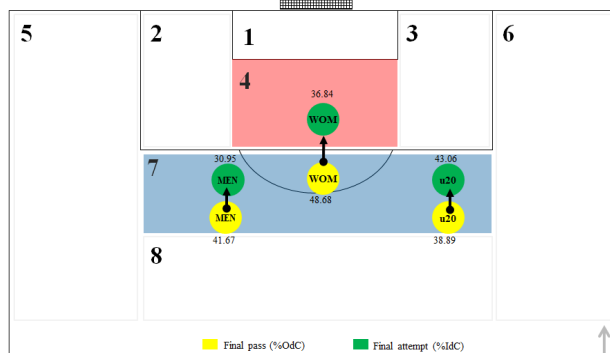 5
2
1
3
6
4
36.84
WOM
7
30.95
43.06
MEN
WOM
u20
48.68
MEN
u20
41.67
38.89
8
Final pass (%OdC)
Final attempt (%IdC)